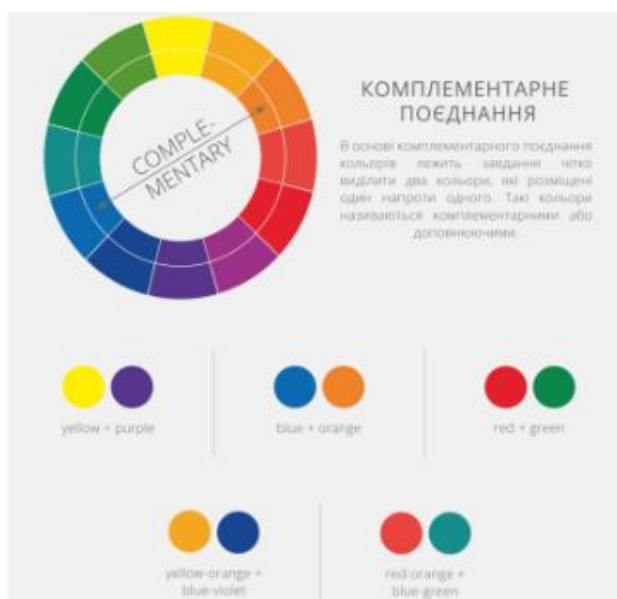 COMPLE-
MENTARY
КОМПЛЕМЕНТАРНЕ
ПОЄДНАННЯ
В основі комплементарного поєднання
кольорів лежить завдання чітко
виділити два кольори, які розміщені
один напроти одного. Такі кольори
називаються комплементарними або
доповнюючими.
yellow + purple
blue + orange
red + green
yellow-orange +
blue-violet
red-orange +
blue-green